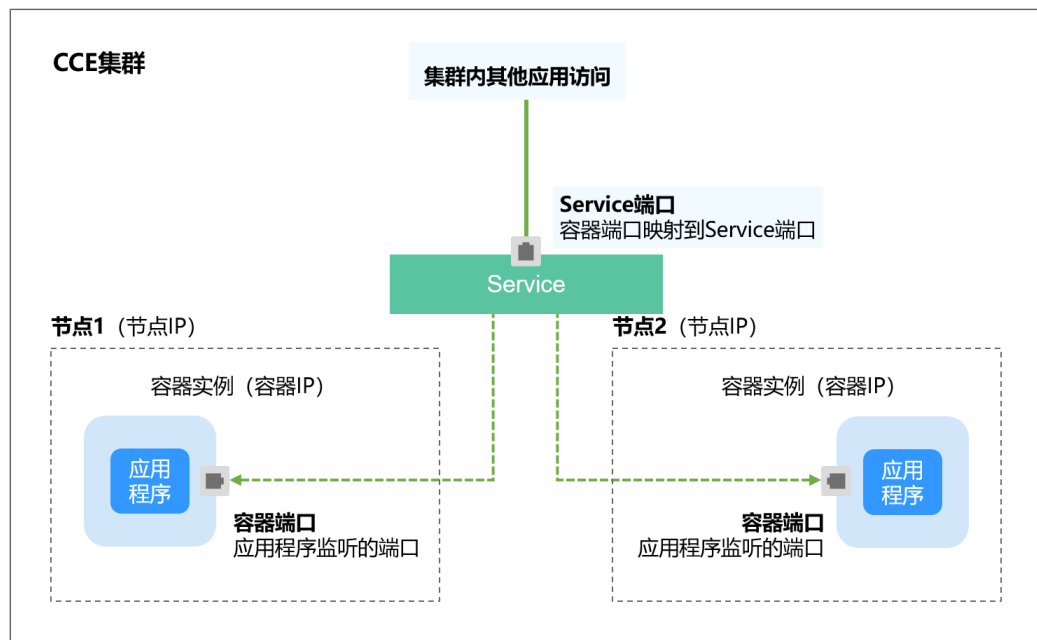 CCE集群
集群内其他应用访问
Service端口
容器端口映射到Service端口
Service
节点1（节点IP）
容器实例（容器IP）
应用
程序
容器端口
应用程序监听的端口
节点2（节点IP）
容器实例（容器IP）
应用
程序
容器端口
应用程序监听的端口